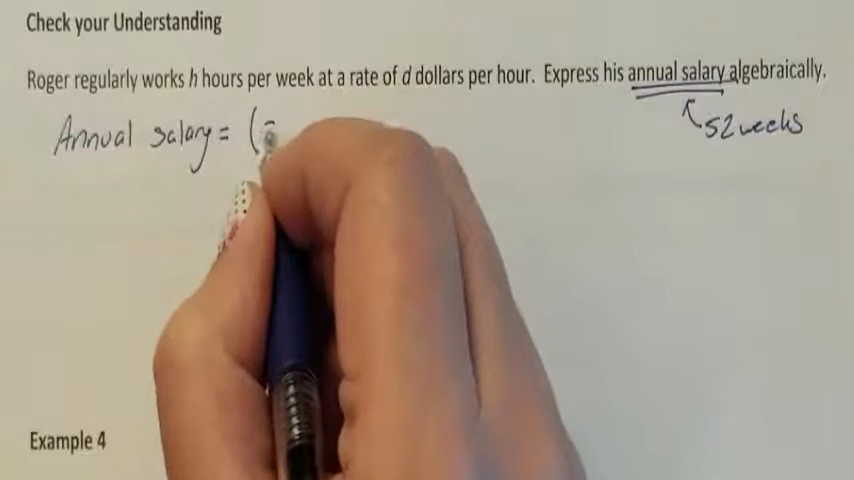 Check your Understanding
Roger regularly works h hours per week at a rate of d dollars per hour. Express his annual salary algebraically.
Annual salary = (
52 weeks
Example 4